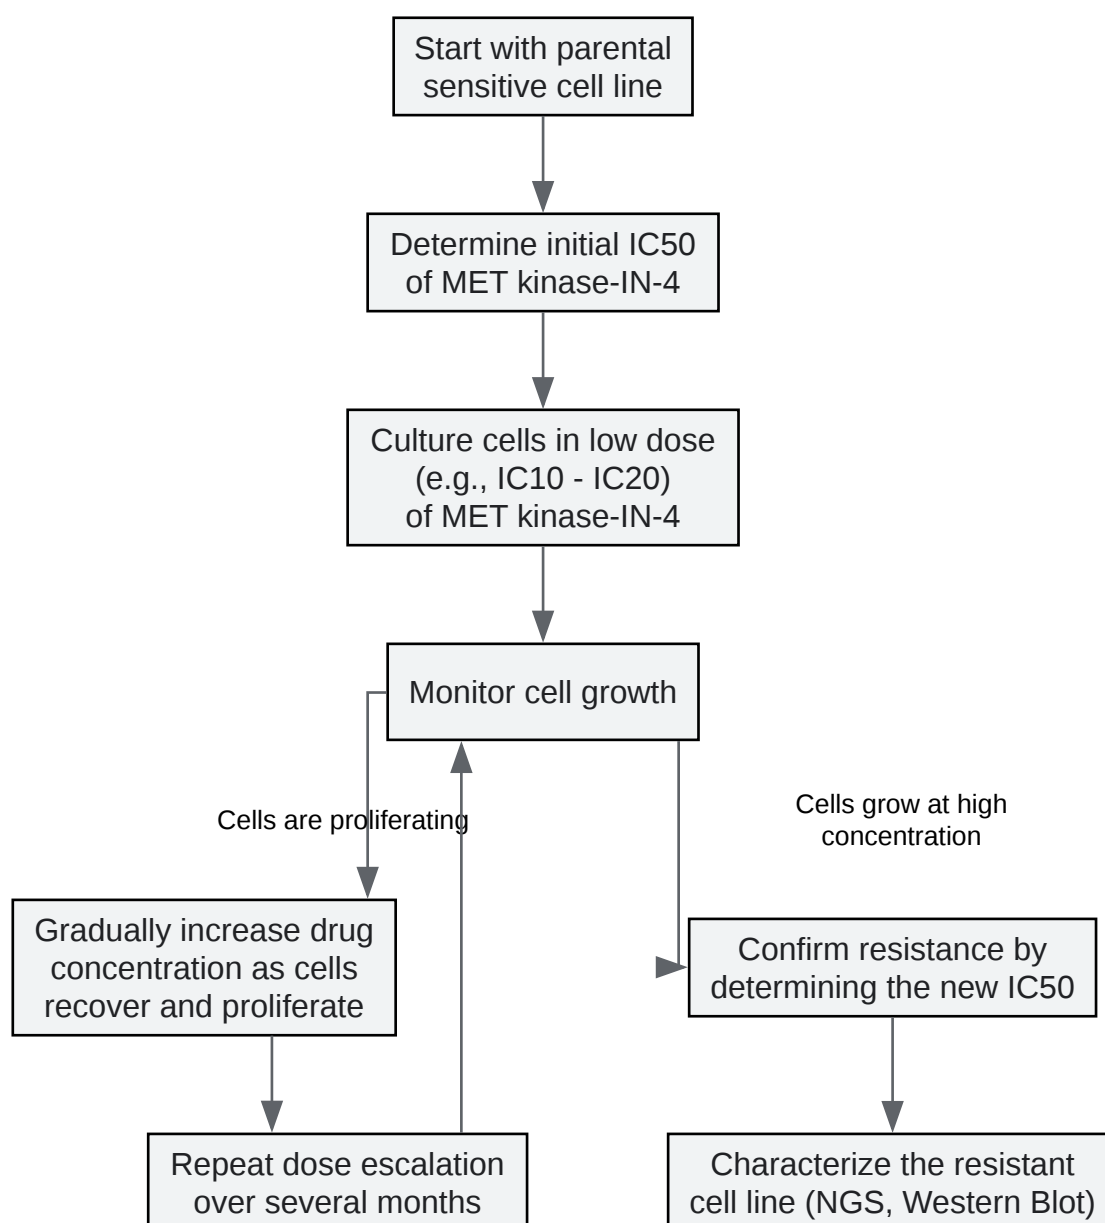 Start with parental
sensitive cell line
Determine initial IC50
of MET kinase-IN-4
Culture cells in low dose
(e.g., IC10 - IC20)
of MET kinase-IN-4
Monitor cell growth
Cells are proliferating
Cells grow at high
concentration
Gradually increase drug
concentration as cells
recover and proliferate
Confirm resistance by
determining the new IC50
Repeat dose escalation
over several months
Characterize the resistant
cell line (NGS, Western Blot)